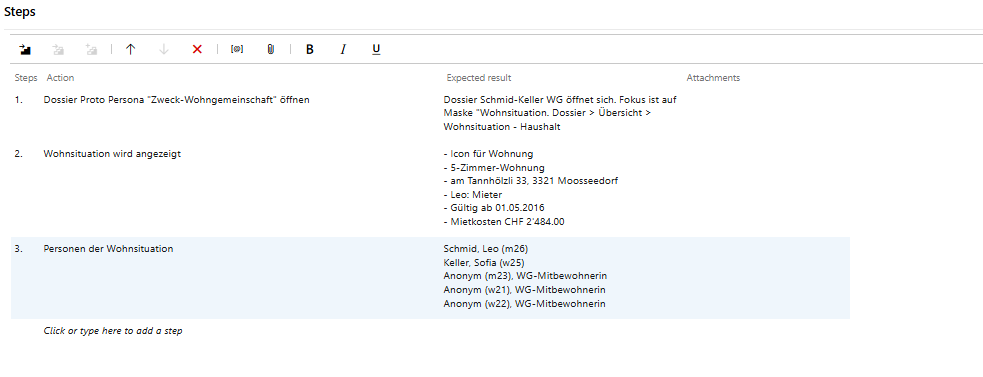 Steps
B I U
Steps Action Expected result Attachments
1. Dossier Proto Persona "Zweck-Wohngemeinschaft" öffnen Dossier Schmid-Keller WG öffnet sich. Fokus ist auf
Maske "Wohnsituation. Dossier > Übersicht >
Wohnsituation - Haushalt
2. Wohnsituation wird angezeigt - Icon für Wohnung
- 5-Zimmer-Wohnung
- am Tannhölzli 33, 3321 Moosseedorf
- Leo: Mieter
- Gültig ab 01.05.2016
- Mietkosten CHF 2'484.00
3. Personen der Wohnsituation Schmid, Leo (m26)
Keller, Sofia (w25)
Anonym (m23), WG-Mitbewohnerin
Anonym (w21), WG-Mitbewohnerin
Anonym (w22), WG-Mitbewohnerin
Click or type here to add a step